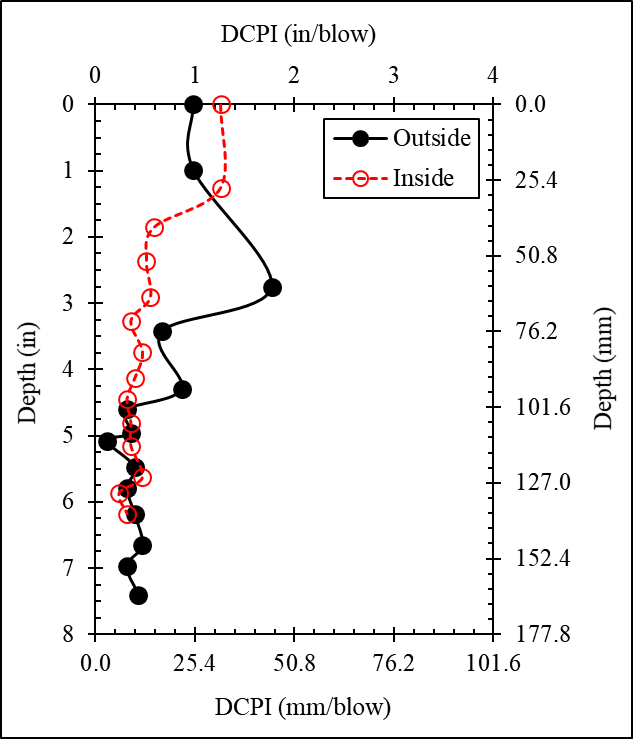 DCPI (in/blow)
0 1 2 3 4
0 0.0
Outside
Inside
1 25.4
2 50.8
3 76.2
4 101.6
5 127.0
6 152.4
7 177.8
8
Depth (in)
Depth (mm)
0.0 25.4 50.8 76.2 101.6
DCPI (mm/blow)